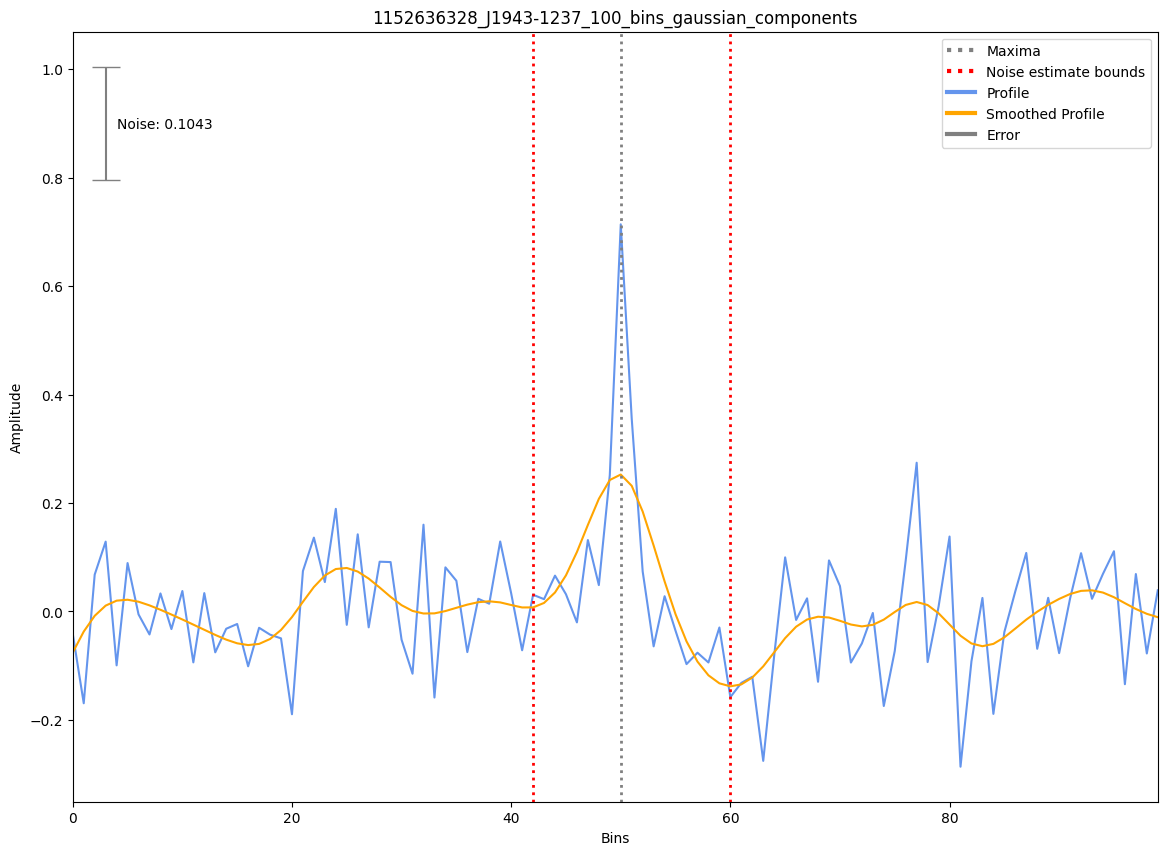 1152636328_J1943-1237_100_bins_gaussian_components
Maxima
Noise estimate bounds
Profile
Smoothed Profile
Error
Noise: 0.1043
1.0
0.8
0.6
0.4
0.2
0.0
−0.2
Amplitude
0 20 40 60 80
Bins